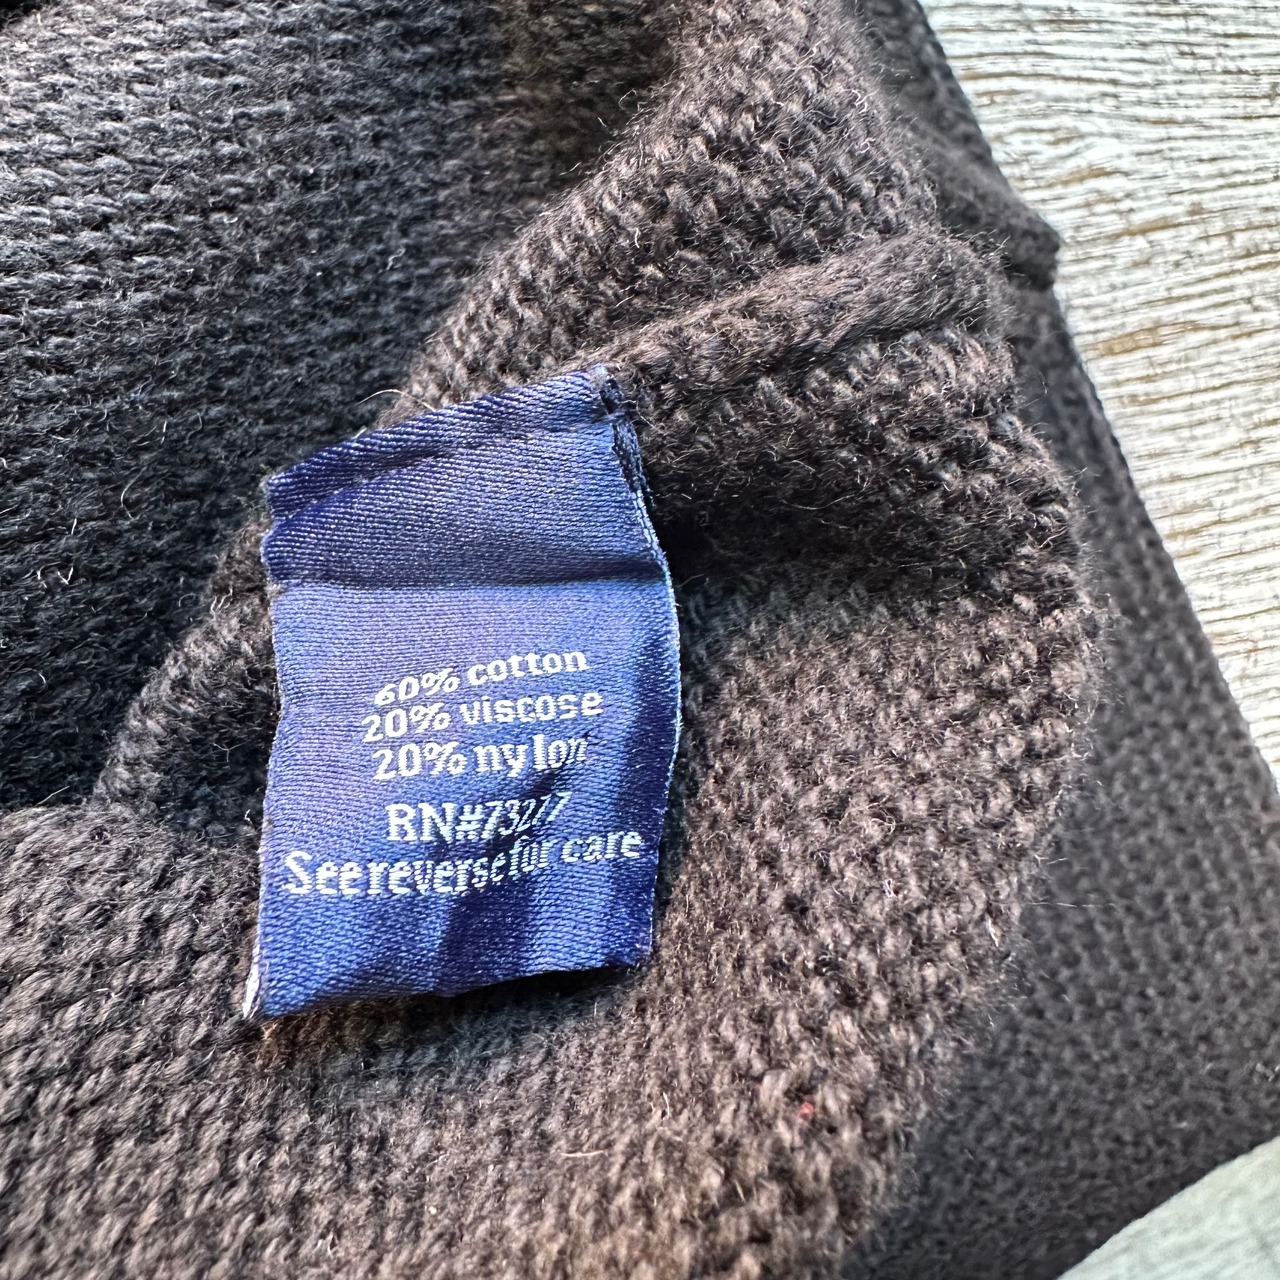 60% cotton
20% viscose
20% nylon
RN#73277
See reverse for care